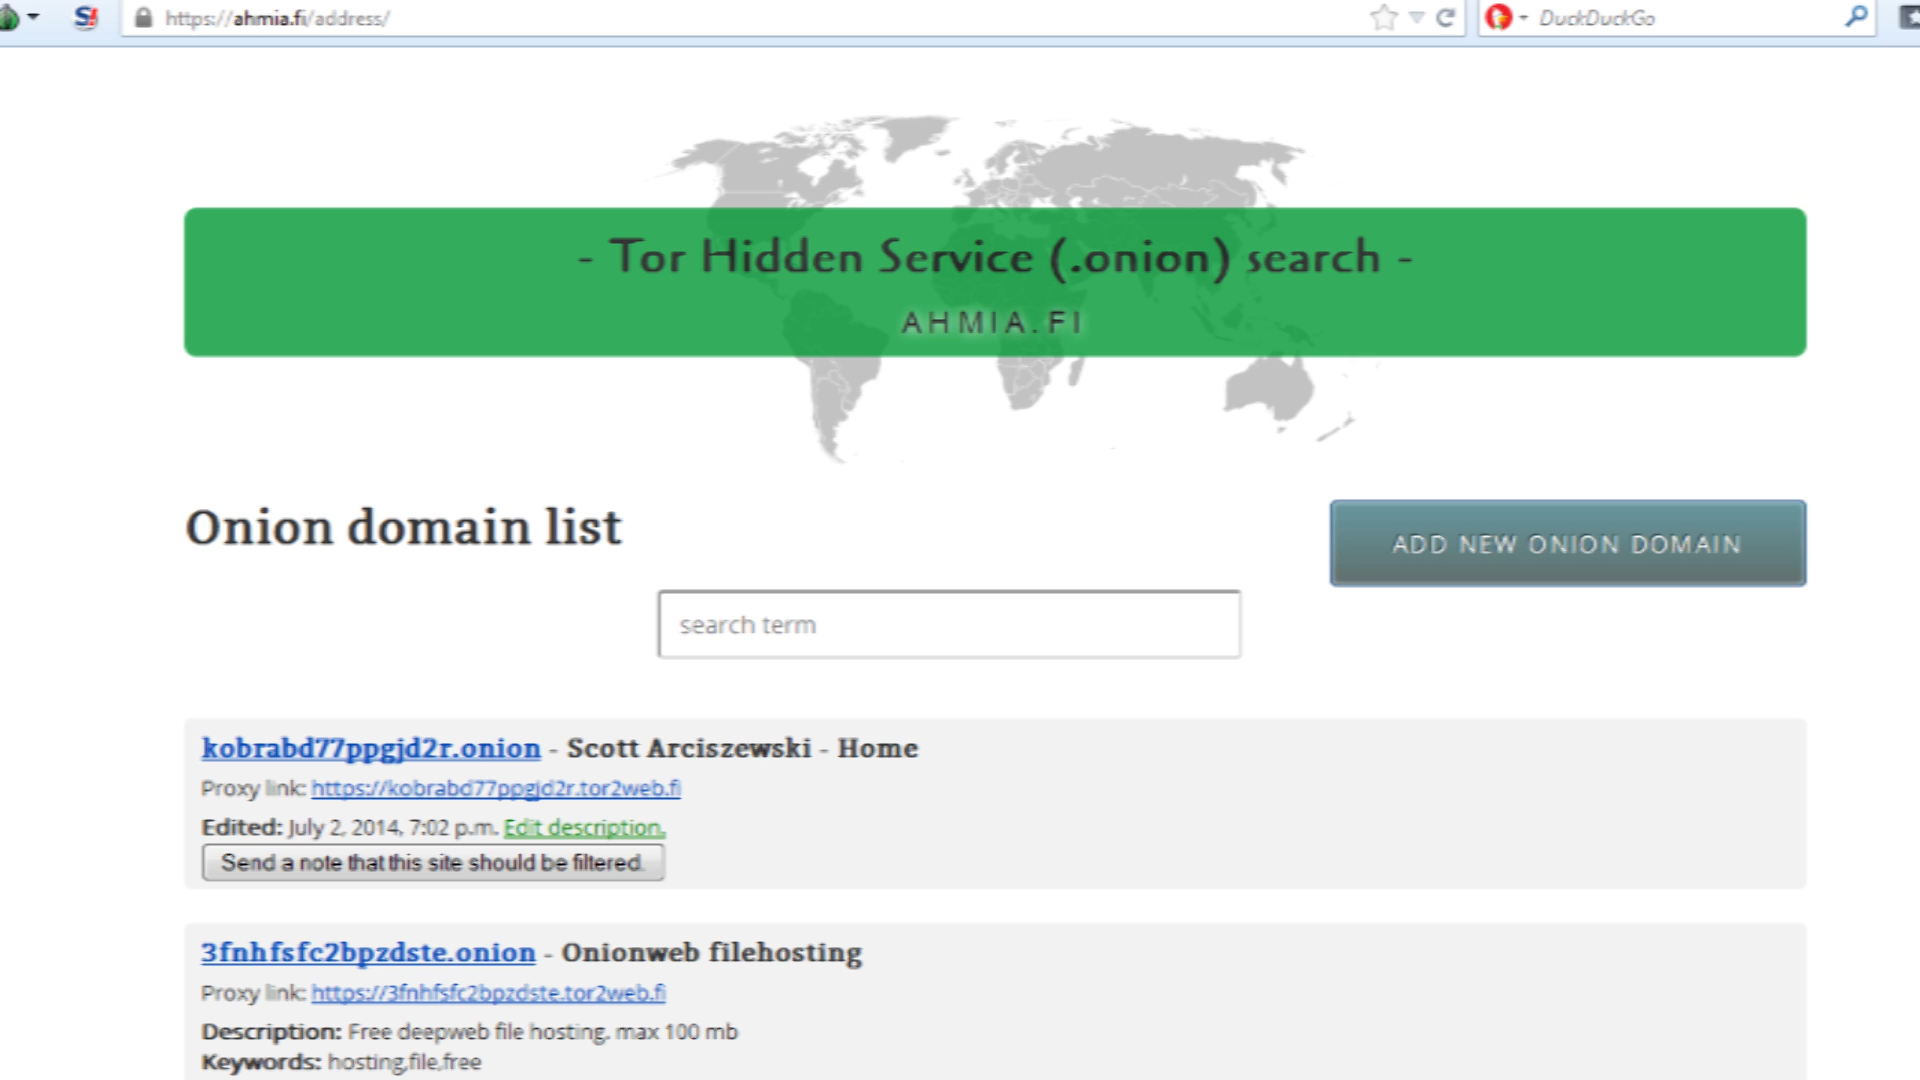 https://ahmia.fi/address/
DuckDuckGo
- Tor Hidden Service (.onion) search -
AHMIA.FI
Onion domain list
ADD NEW ONION DOMAIN
search term
kobrabd77ppgjd2r.onion - Scott Arciszewski - Home
Proxy link: https://kobrabd77ppgjd2r.tor2web.fi
Edited: July 2, 2014, 7:02 p.m. Edit description.
Send a note that this site should be filtered.
3fnhfsfc2bpzdste.onion - Onionweb filehosting
Proxy link: https://3fnhfsfc2bpzdste.tor2web.fi
Description: Free deepweb file hosting. max 100 mb
Keywords: hosting,file,free